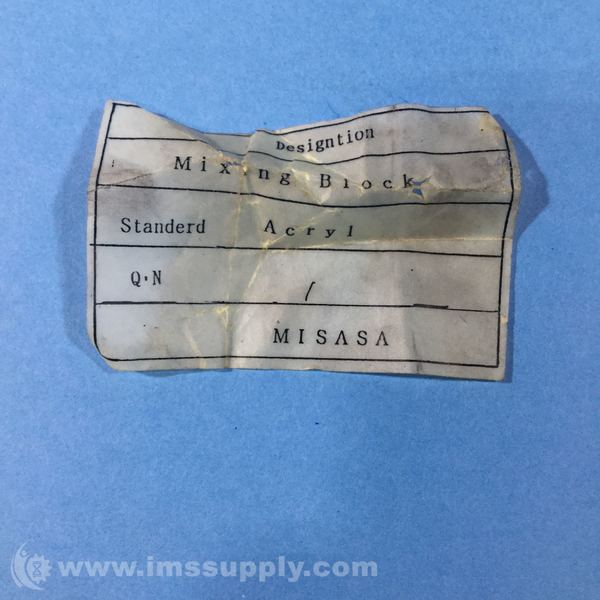 Designtion
Mixing Block
Standerd Acryl
Q·N /
MISASA
www.imssupply.com